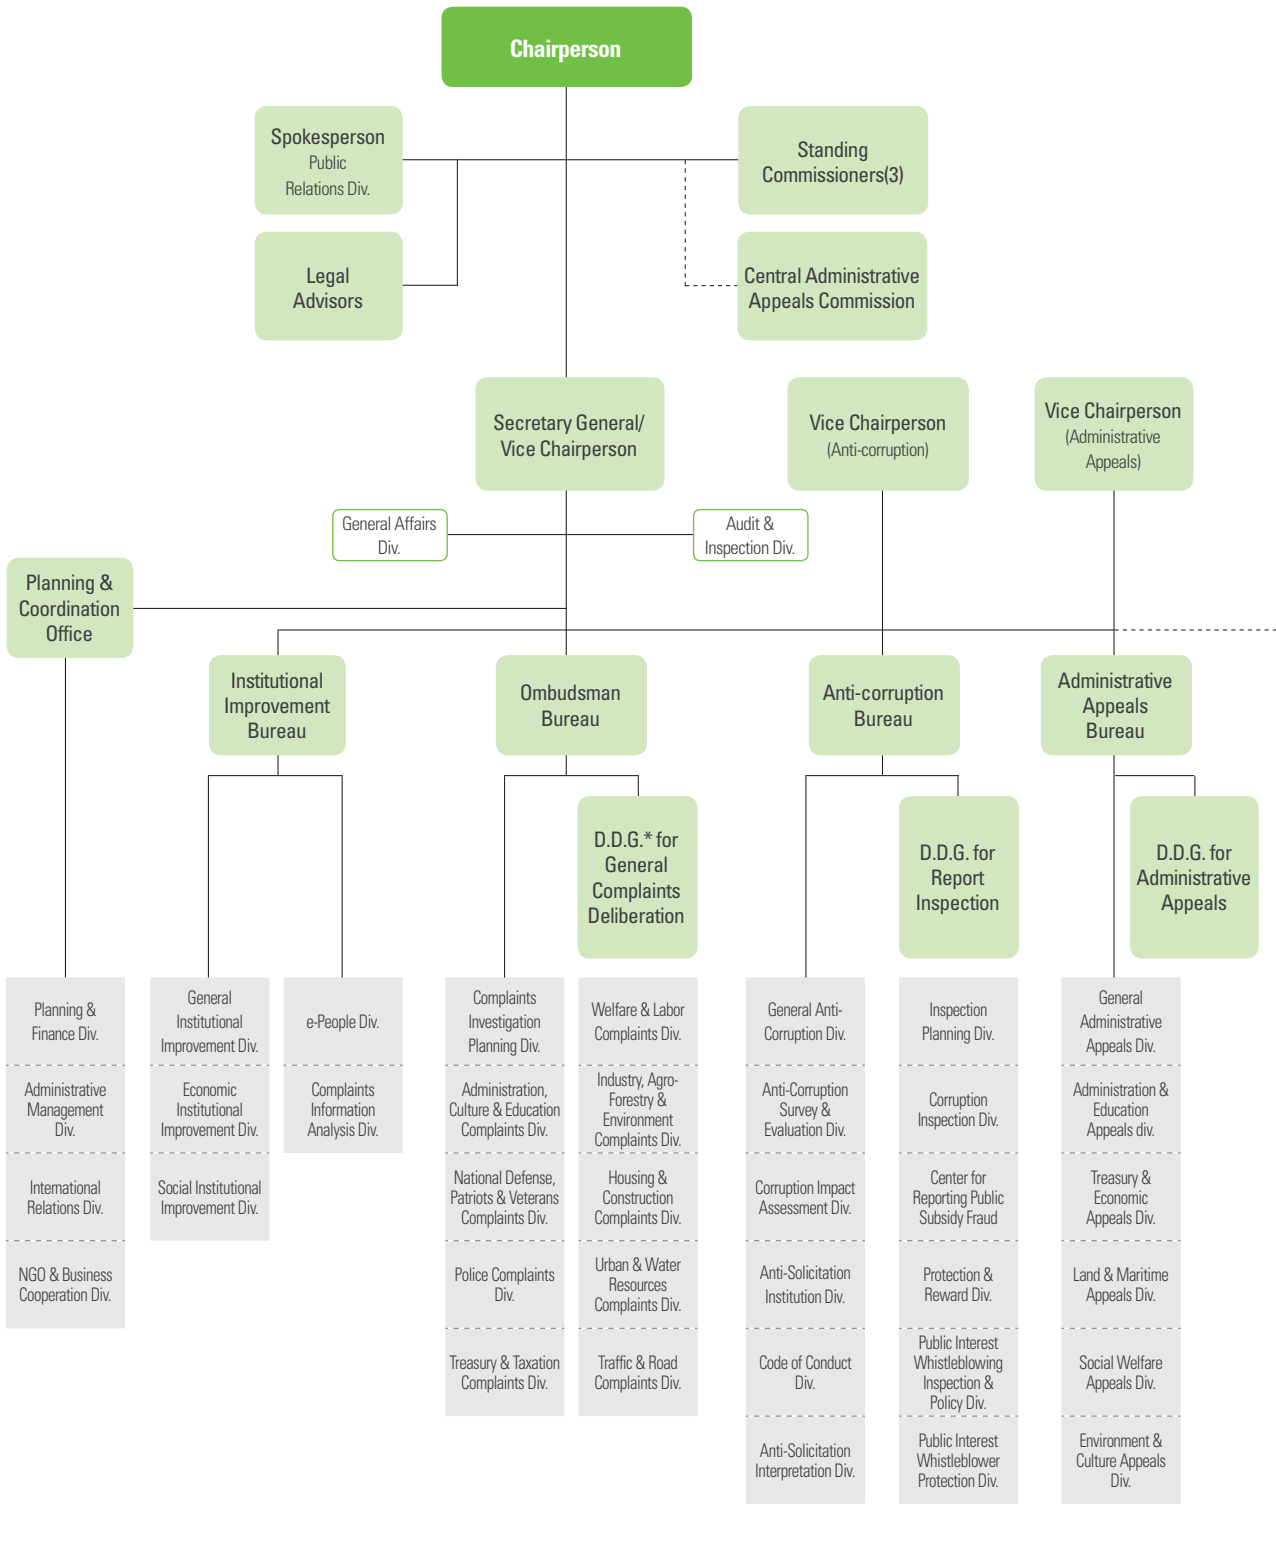 Chairperson
Spokesperson
Public
Relations Div.
Standing
Commissioners(3)
Legal
Advisors
Central Administrative
Appeals Commission
Secretary General/
Vice Chairperson
Vice Chairperson
(Anti-corruption)
Vice Chairperson
(Administrative
Appeals)
General Affairs
Div.
Audit &
Inspection Div.
Planning &
Coordination
Office
Institutional
Improvement
Bureau
Ombudsman
Bureau
Anti-corruption
Bureau
Administrative
Appeals
Bureau
D.D.G.* for
General
Complaints
Deliberation
D.D.G. for
Report
Inspection
D.D.G. for
Administrative
Appeals
Planning &
Finance Div.
Administrative
Management
Div.
International
Relations Div.
NGO & Business
Cooperation Div.
General
Institutional
Improvement Div.
Economic
Institutional
Improvement Div.
Social Institutional
Improvement Div.
e-People Div.
Complaints
Information
Analysis Div.
Complaints
Investigation
Planning Div.
Administration,
Culture & Education
Complaints Div.
National Defense,
Patriots & Veterans
Complaints Div.
Police Complaints
Div.
Treasury & Taxation
Complaints Div.
Welfare & Labor
Complaints Div.
Industry, Agro-
Forestry &
Environment
Complaints Div.
Housing &
Construction
Complaints Div.
Urban & Water
Resources
Complaints Div.
Traffic & Road
Complaints Div.
General Anti-
Corruption Div.
Anti-Corruption
Survey &
Evaluation Div.
Corruption Impact
Assessment Div.
Anti-Solicitation
Institution Div.
Code of Conduct
Div.
Anti-Solicitation
Interpretation Div.
Inspection
Planning Div.
Corruption
Inspection Div.
Center for
Reporting Public
Subsidy Fraud
Protection &
Reward Div.
Public Interest
Whistleblowing
Inspection &
Policy Div.
Public Interest
Whistleblower
Protection Div.
General
Administrative
Appeals Div.
Administration &
Education
Appeals div.
Treasury &
Economic
Appeals Div.
Land & Maritime
Appeals Div.
Social Welfare
Appeals Div.
Environment &
Culture Appeals
Div.